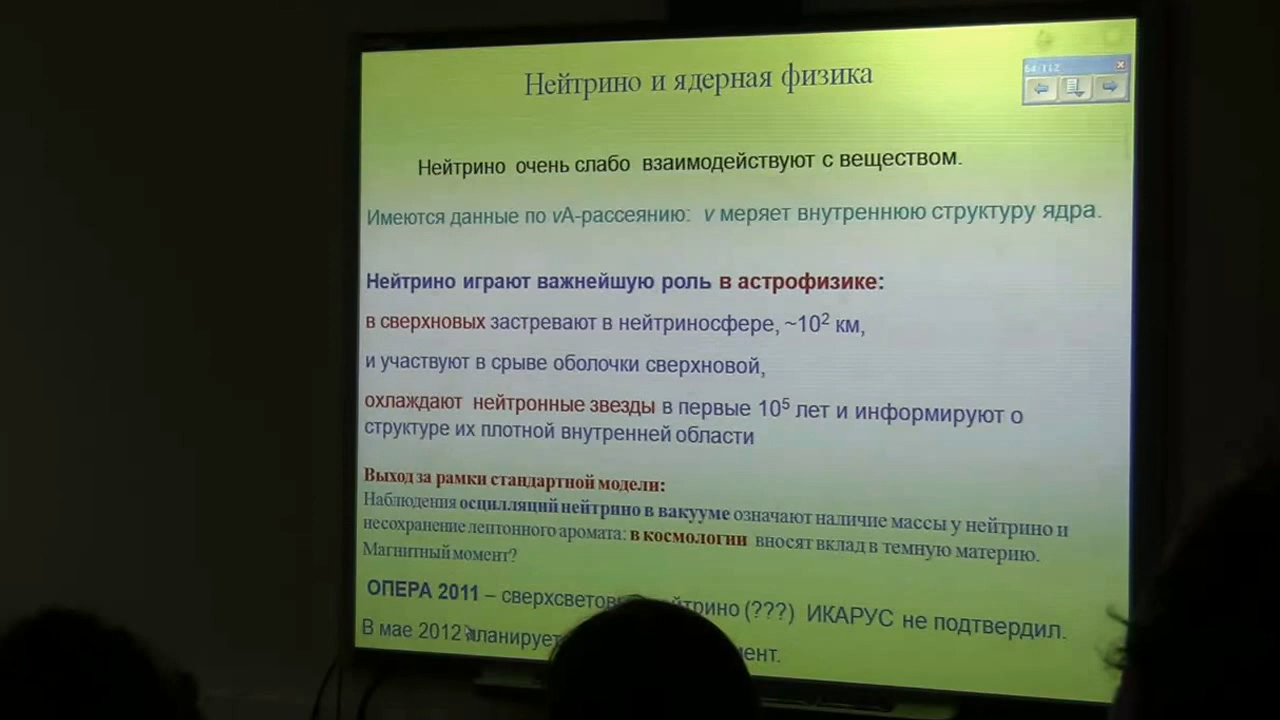 Нейтрино и ядерная физика
64/112
Нейтрино очень слабо взаимодействуют с веществом.
Имеются данные по νА-рассеянию: ν меряет внутреннюю структуру ядра.
Нейтрино играют важнейшую роль в астрофизике:
в сверхновых застревают в нейтриносфере, ~10² км,
и участвуют в срыве оболочки сверхновой,
охлаждают нейтронные звезды в первые 10⁵ лет и информируют о
структуре их плотной внутренней области
Выход за рамки стандартной модели:
Наблюдения осцилляций нейтрино в вакууме означают наличие массы у нейтрино и
несохранение лептонного аромата: в космологии вносят вклад в темную материю.
Магнитный момент?
ОПЕРА 2011 – (???) ИКАРУС не подтвердил.
В мае 2012